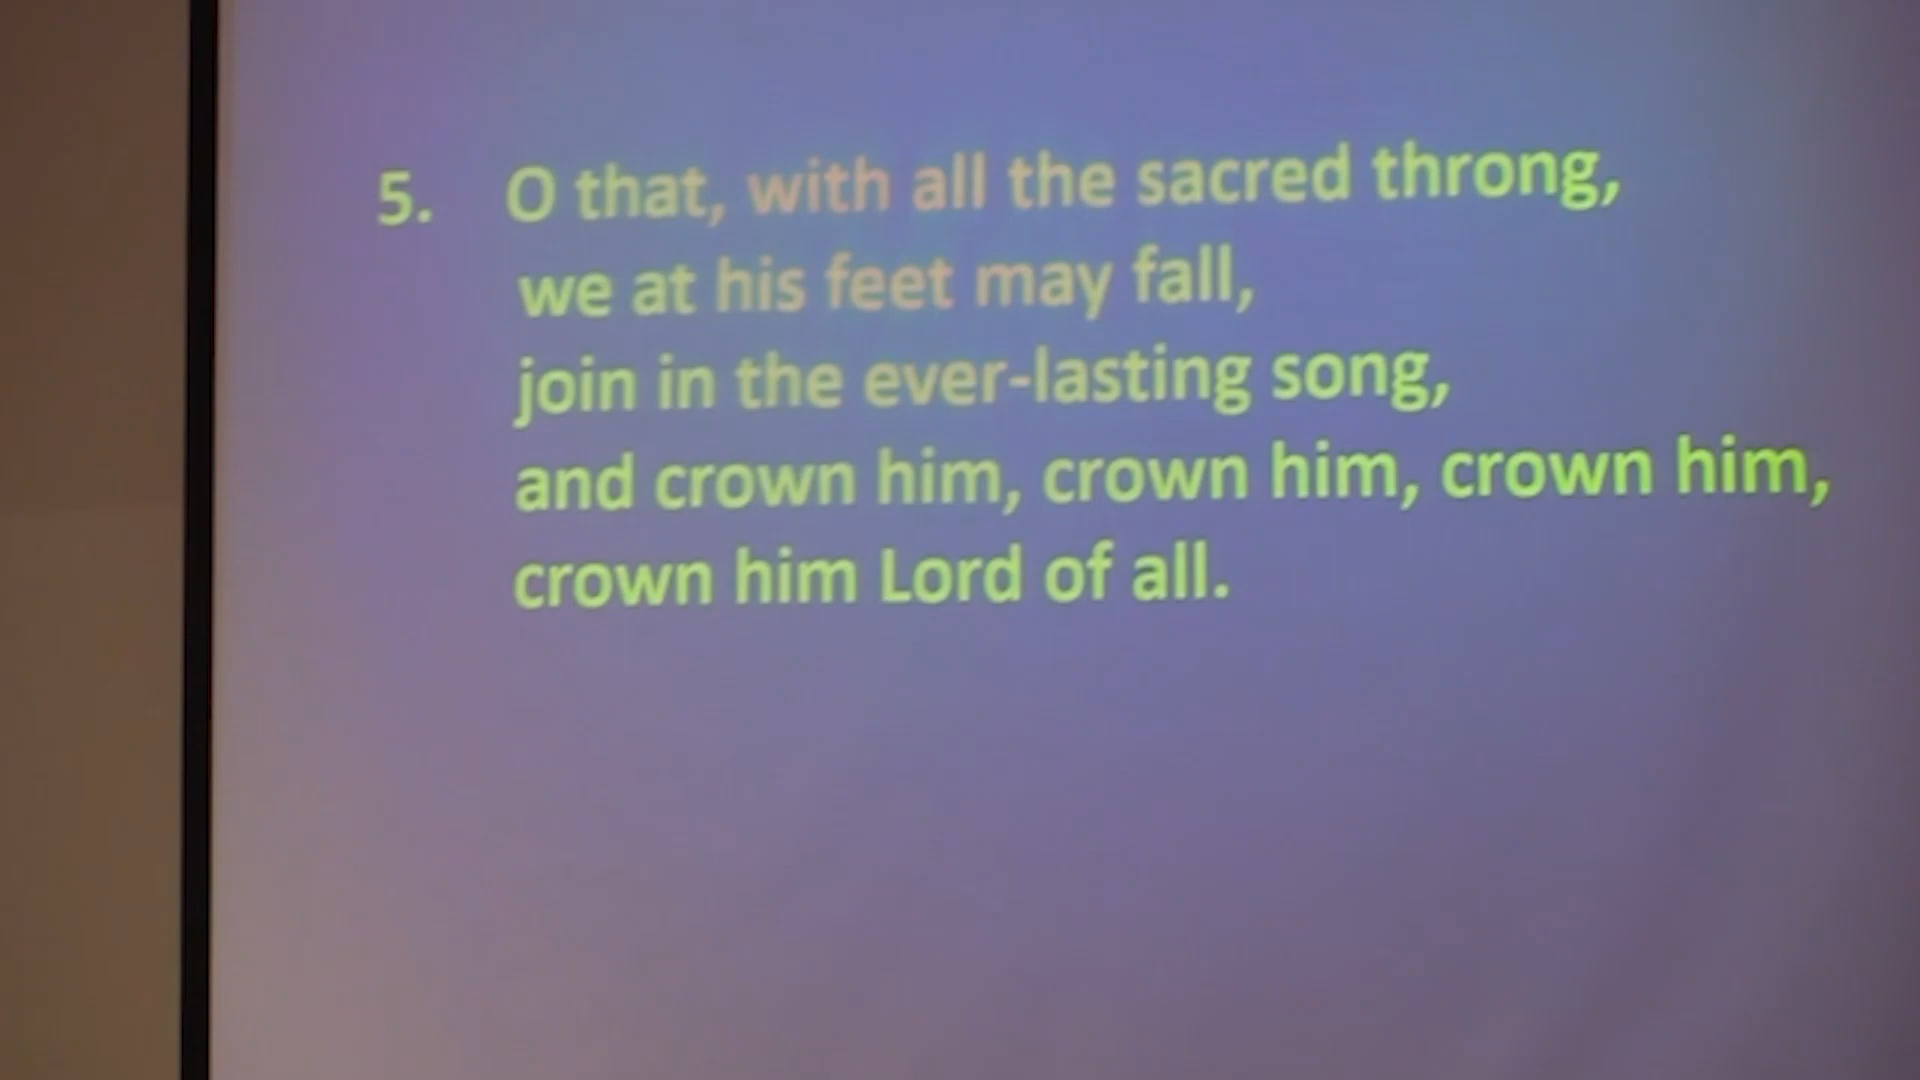 5. O that, with all the sacred throng,
we at his feet may fall,
join in the ever-lasting song,
and crown him, crown him, crown him,
crown him Lord of all.